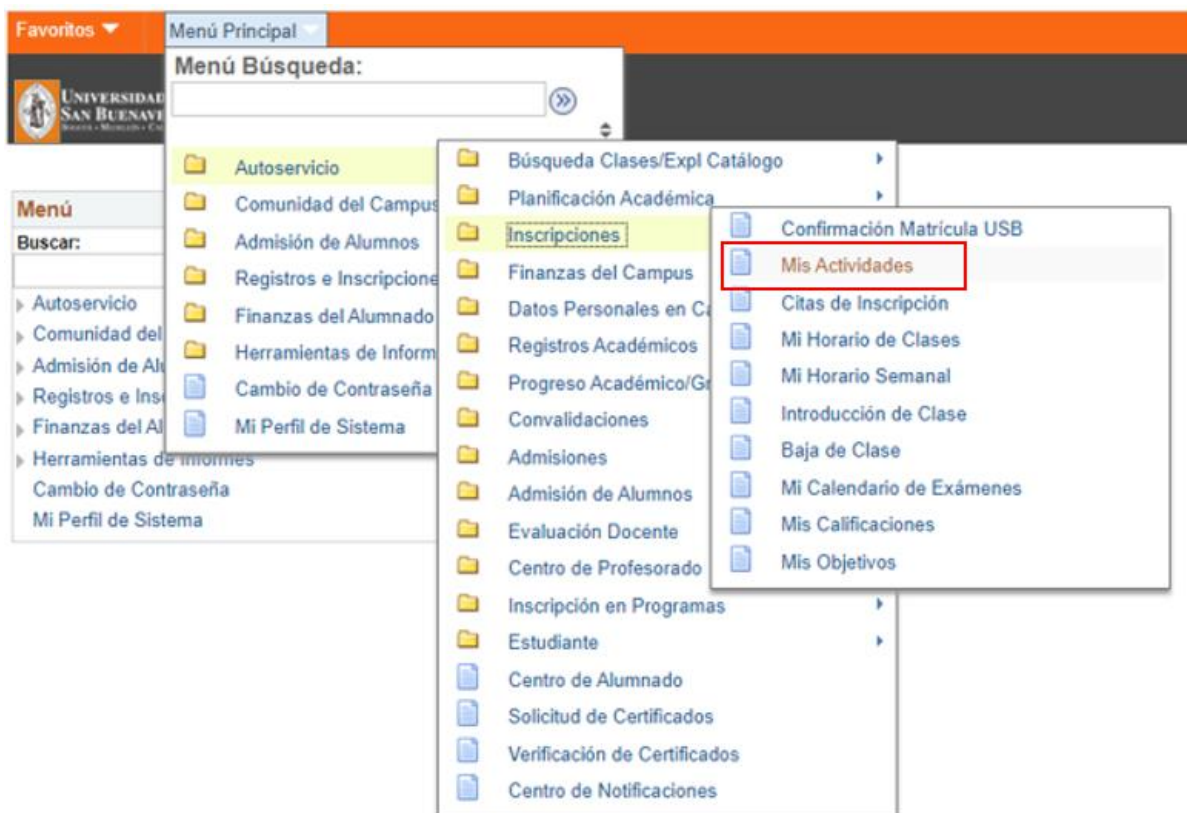 Favoritos
Menú Principal
Menú Búsqueda:
UNIVERSIDAD
SAN BUENAV
Menú
Buscar:
Autoservicio
Comunidad del
Admisión de Al
Registros e Ins
Finanzas del Al
Herramientas de Informes
Cambio de Contraseña
Mi Perfil de Sistema
Autoservicio
Comunidad del Campus
Admisión de Alumnos
Registros e Inscripcione
Finanzas del Alumnado
Herramientas de Inform
Cambio de Contraseña
Mi Perfil de Sistema
Búsqueda Clases/Expl Catálogo
Planificación Académica
Inscripciones
Finanzas del Campus
Datos Personales en Ca
Registros Académicos
Progreso Académico/Gr
Convalidaciones
Admisiones
Admisión de Alumnos
Evaluación Docente
Centro de Profesorado
Inscripción en Programas
Estudiante
Centro de Alumnado
Solicitud de Certificados
Verificación de Certificados
Centro de Notificaciones
Confirmación Matrícula USB
Mis Actividades
Citas de Inscripción
Mi Horario de Clases
Mi Horario Semanal
Introducción de Clase
Baja de Clase
Mi Calendario de Exámenes
Mis Calificaciones
Mis Objetivos